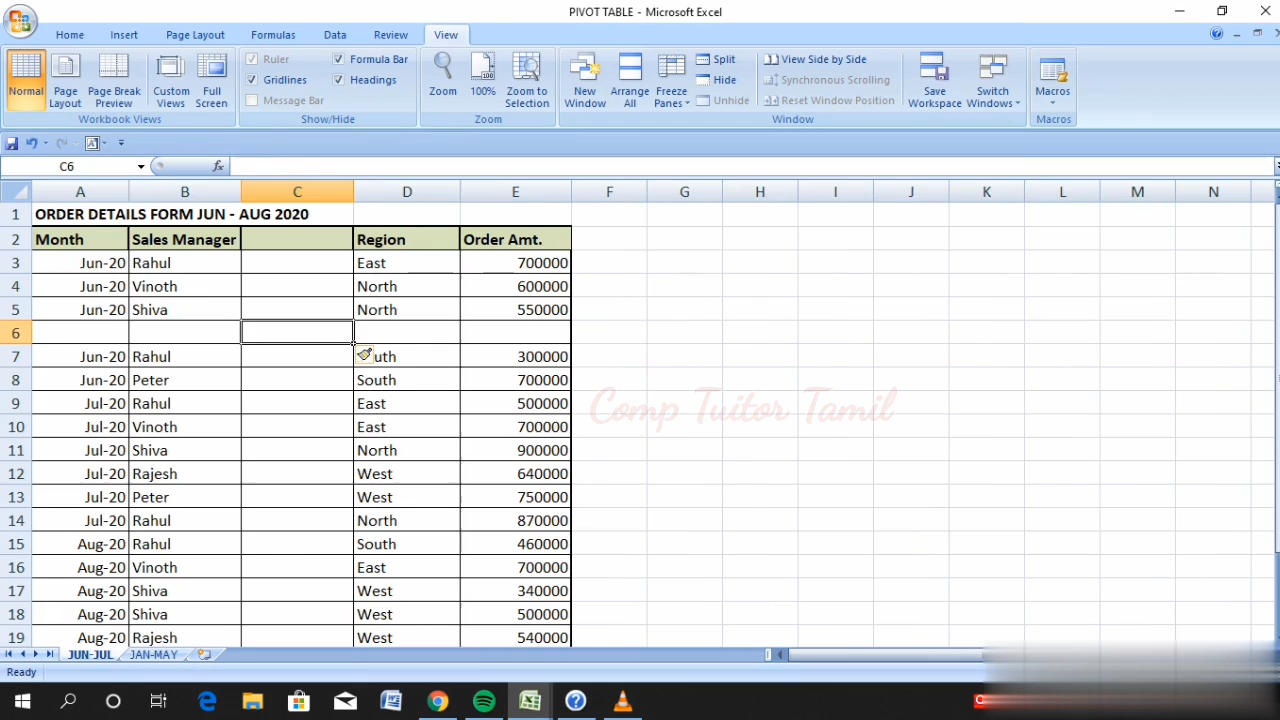 PIVOT TABLE - Microsoft Excel
Home Insert Page Layout Formulas Data Review View
Normal Page Layout Page Break Preview Custom Views Full Screen
Workbook Views
Ruler Formula Bar
Gridlines Headings
Message Bar
Show/Hide
Zoom 100% Zoom to Selection
Zoom
New Window Arrange All Freeze Panes
Split
Hide
Unhide
View Side by Side
Synchronous Scrolling
Reset Window Position
Save Workspace Switch Windows
Window
Macros
Macros
C6 fx
A B C D E F G H I J K L M N
1 ORDER DETAILS FORM JUN - AUG 2020
2 Month Sales Manager Region Order Amt.
3 Jun-20 Rahul East 700000
4 Jun-20 Vinoth North 600000
5 Jun-20 Shiva North 550000
6
7 Jun-20 Rahul uth 300000
8 Jun-20 Peter South 700000
9 Jul-20 Rahul East 500000
10 Jul-20 Vinoth East 700000
11 Jul-20 Shiva North 900000
12 Jul-20 Rajesh West 640000
13 Jul-20 Peter West 750000
14 Jul-20 Rahul North 870000
15 Aug-20 Rahul South 460000
16 Aug-20 Vinoth East 700000
17 Aug-20 Shiva West 340000
18 Aug-20 Shiva West 500000
19 Aug-20 Rajesh West 540000
Comp Tuitor Tamil
JUN-JUL JAN-MAY
Ready